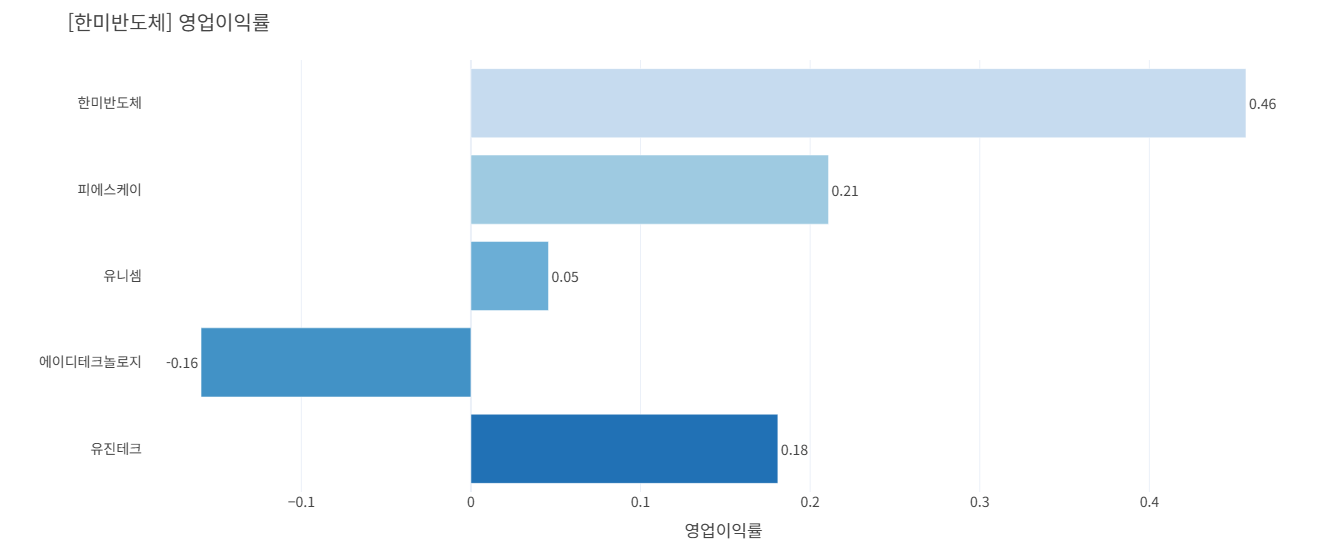 [한미반도체] 영업이익률
한미반도체 0.46
피에스케이 0.21
유니셈 0.05
에이디테크놀로지 -0.16
유진테크 0.18
−0.1 0 0.1 0.2 0.3 0.4
영업이익률